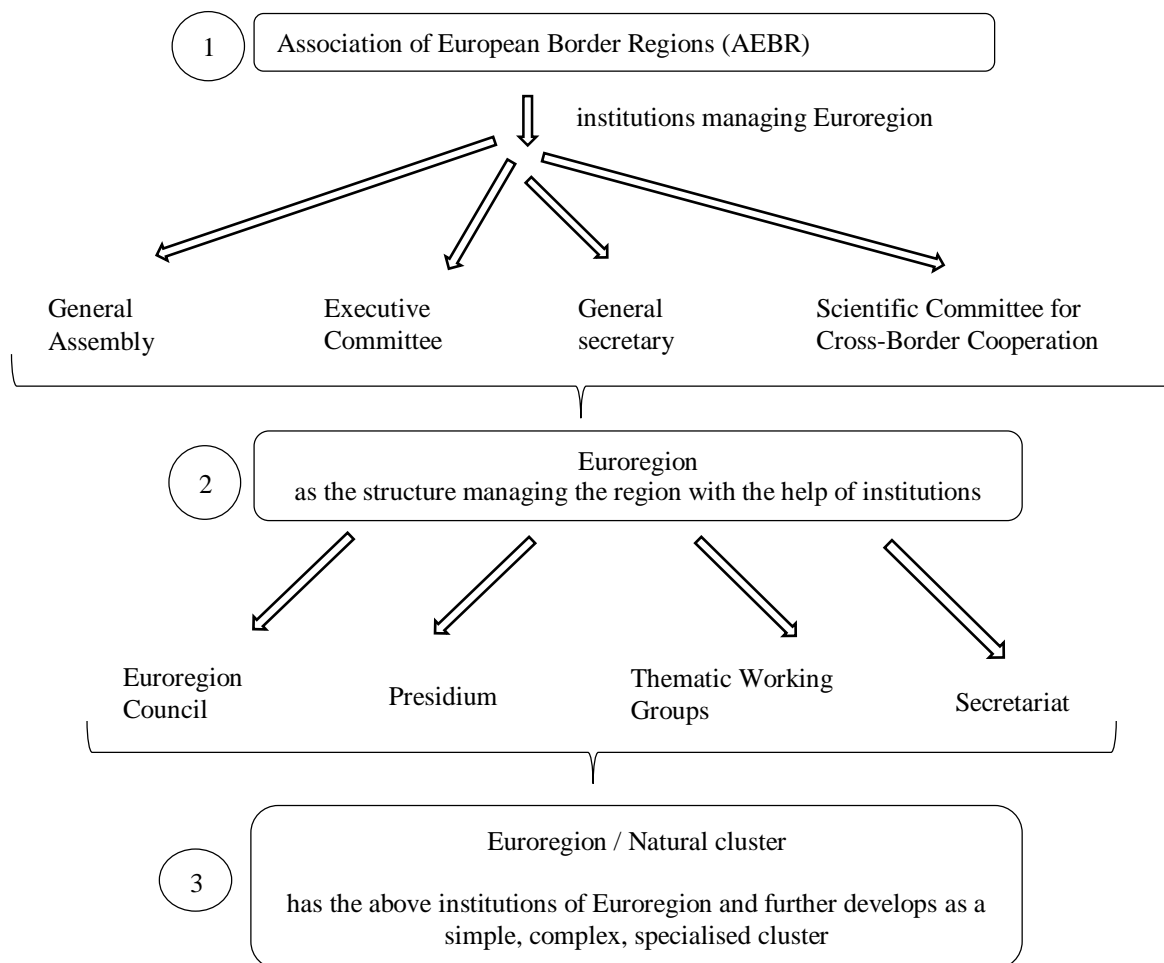 1
Association of European Border Regions (AEBR)
institutions managing Euroregion
General
Assembly
Executive
Committee
General
secretary
Scientific Committee for
Cross-Border Cooperation
2
Euroregion
as the structure managing the region with the help of institutions
Euroregion
Council
Presidium
Thematic Working
Groups
Secretariat
3
Euroregion / Natural cluster
has the above institutions of Euroregion and further develops as a
simple, complex, specialised cluster